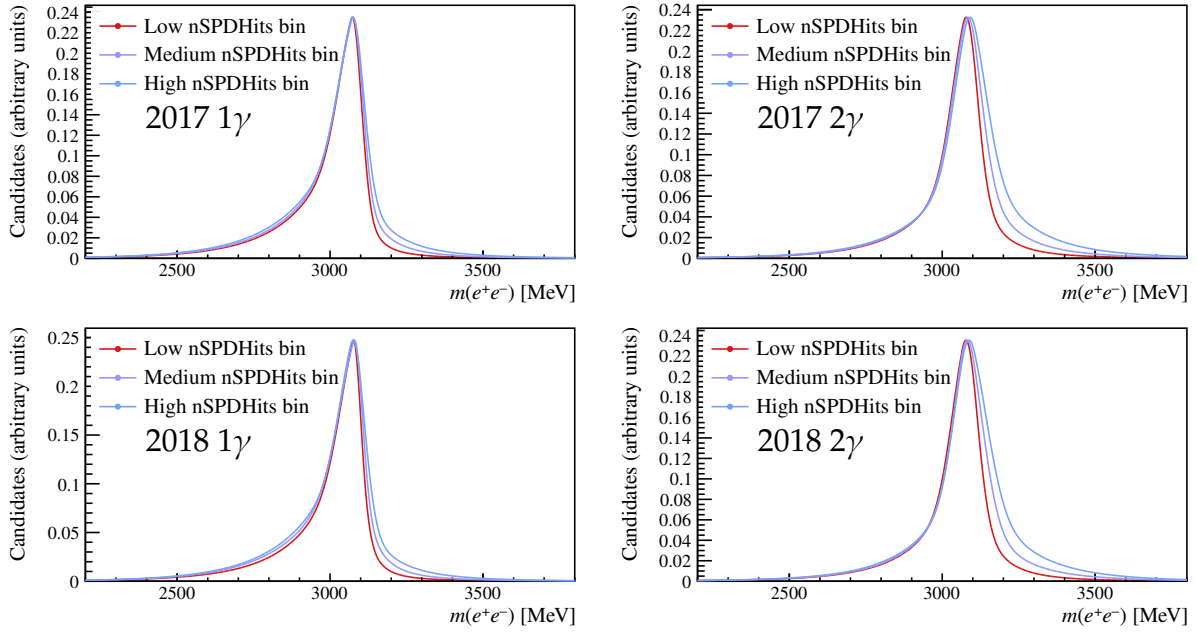 Candidates (arbitrary units)
0.24
0.22
0.2
0.18
0.16
0.14
0.12
0.1
0.08
0.06
0.04
0.02
0
Low nSPDHits bin
Medium nSPDHits bin
High nSPDHits bin
2017 1γ
2500 3000 3500
m(e⁺e⁻) [MeV]
Candidates (arbitrary units)
0.24
0.22
0.2
0.18
0.16
0.14
0.12
0.1
0.08
0.06
0.04
0.02
0
Low nSPDHits bin
Medium nSPDHits bin
High nSPDHits bin
2017 2γ
2500 3000 3500
m(e⁺e⁻) [MeV]
Candidates (arbitrary units)
0.25
0.2
0.15
0.1
0.05
0
Low nSPDHits bin
Medium nSPDHits bin
High nSPDHits bin
2018 1γ
2500 3000 3500
m(e⁺e⁻) [MeV]
Candidates (arbitrary units)
0.24
0.22
0.2
0.18
0.16
0.14
0.12
0.1
0.08
0.06
0.04
0.02
0
Low nSPDHits bin
Medium nSPDHits bin
High nSPDHits bin
2018 2γ
2500 3000 3500
m(e⁺e⁻) [MeV]